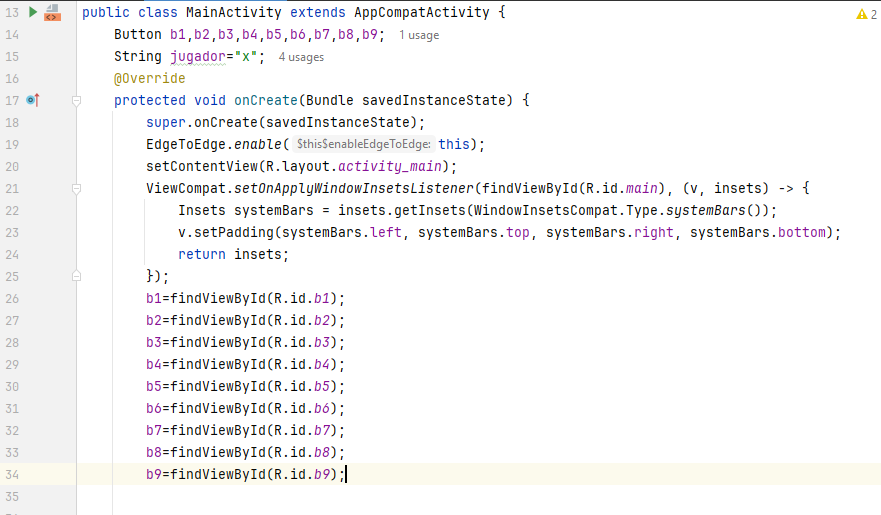 13 public class MainActivity extends AppCompatActivity { 2
14 Button b1,b2,b3,b4,b5,b6,b7,b8,b9; 1 usage
15 String jugador="x"; 4 usages
16 @Override
17 protected void onCreate(Bundle savedInstanceState) {
18 super.onCreate(savedInstanceState);
19 EdgeToEdge.enable( $this$enableEdgeToEdge: this);
20 setContentView(R.layout.activity_main);
21 ViewCompat.setOnApplyWindowInsetsListener(findViewById(R.id.main), (v, insets) -> {
22 Insets systemBars = insets.getInsets(WindowInsetsCompat.Type.systemBars());
23 v.setPadding(systemBars.left, systemBars.top, systemBars.right, systemBars.bottom);
24 return insets;
25 });
26 b1=findViewById(R.id.b1);
27 b2=findViewById(R.id.b2);
28 b3=findViewById(R.id.b3);
29 b4=findViewById(R.id.b4);
30 b5=findViewById(R.id.b5);
31 b6=findViewById(R.id.b6);
32 b7=findViewById(R.id.b7);
33 b8=findViewById(R.id.b8);
34 b9=findViewById(R.id.b9);
35